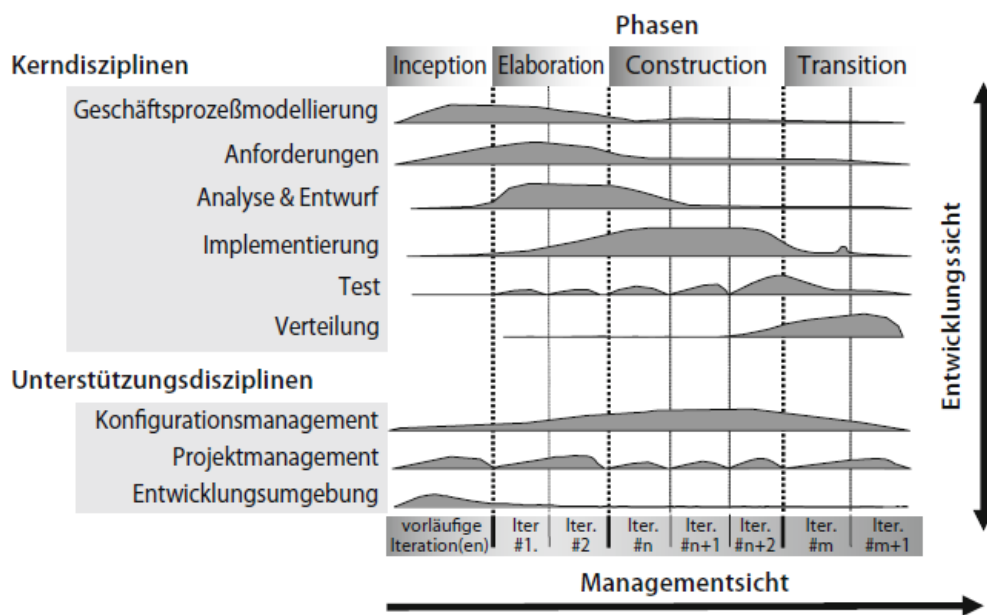 Phasen
Kerndisziplinen
Inception Elaboration Construction Transition
Geschäftsprozeßmodellierung
Anforderungen
Analyse & Entwurf
Implementierung
Test
Verteilung
Unterstützungsdisziplinen
Konfigurationsmanagement
Projektmanagement
Entwicklungsumgebung
vorläufige Iter Iter. Iter. Iter. Iter. Iter. Iter.
Iteration(en) #1. #2 #n #n+1 #n+2 #m #m+1
Managementsicht
Entwicklungssicht